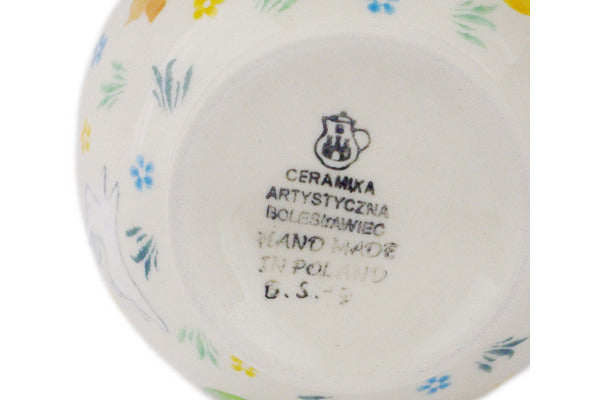 CERAMIKA
ARTYSTYCZNA
BOLESŁAWIEC
HAND MADE
IN POLAND